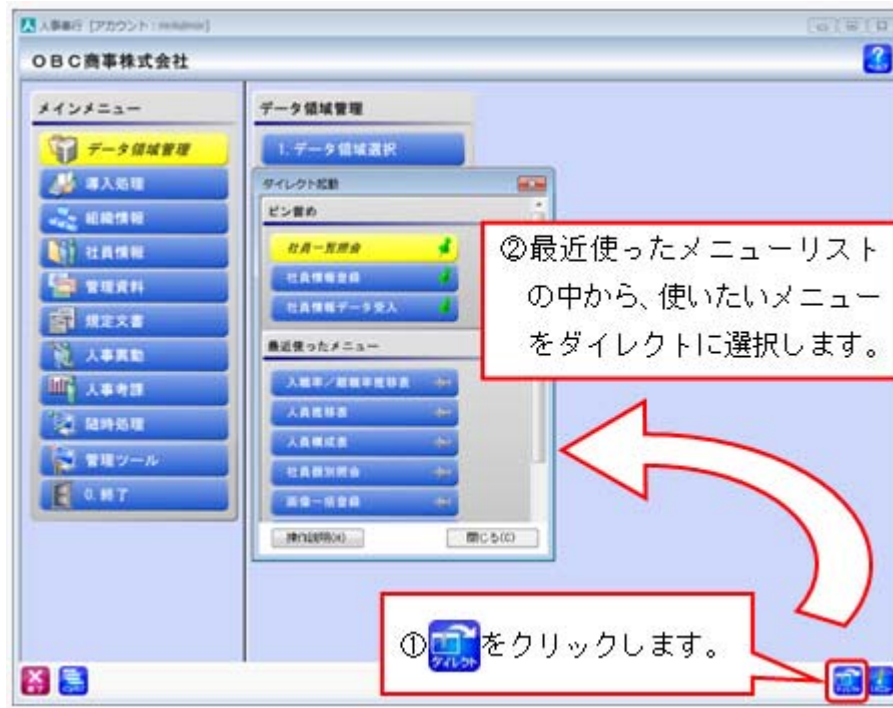 人事奉行 [アカウント:
OBC商事株式会社
メインメニュー
データ領域管理
導入処理
組織情報
社員情報
管理資料
規定文書
人事異動
人事考課
随時処理
管理ツール
0. 終了
データ領域管理
1. データ領域選択
ダイレクト起動
ピン留め
社員一覧照会
社員情報登録
社員情報データ受入
最近使ったメニュー
入職率/離職率推移表
人員推移表
人員構成表
社員個別照会
画像一括登録
操作説明(H)
閉じる(C)
②最近使ったメニューリスト
の中から、使いたいメニュー
をダイレクトに選択します。
①ダイレクトをクリックします。
終了
ダイレクト